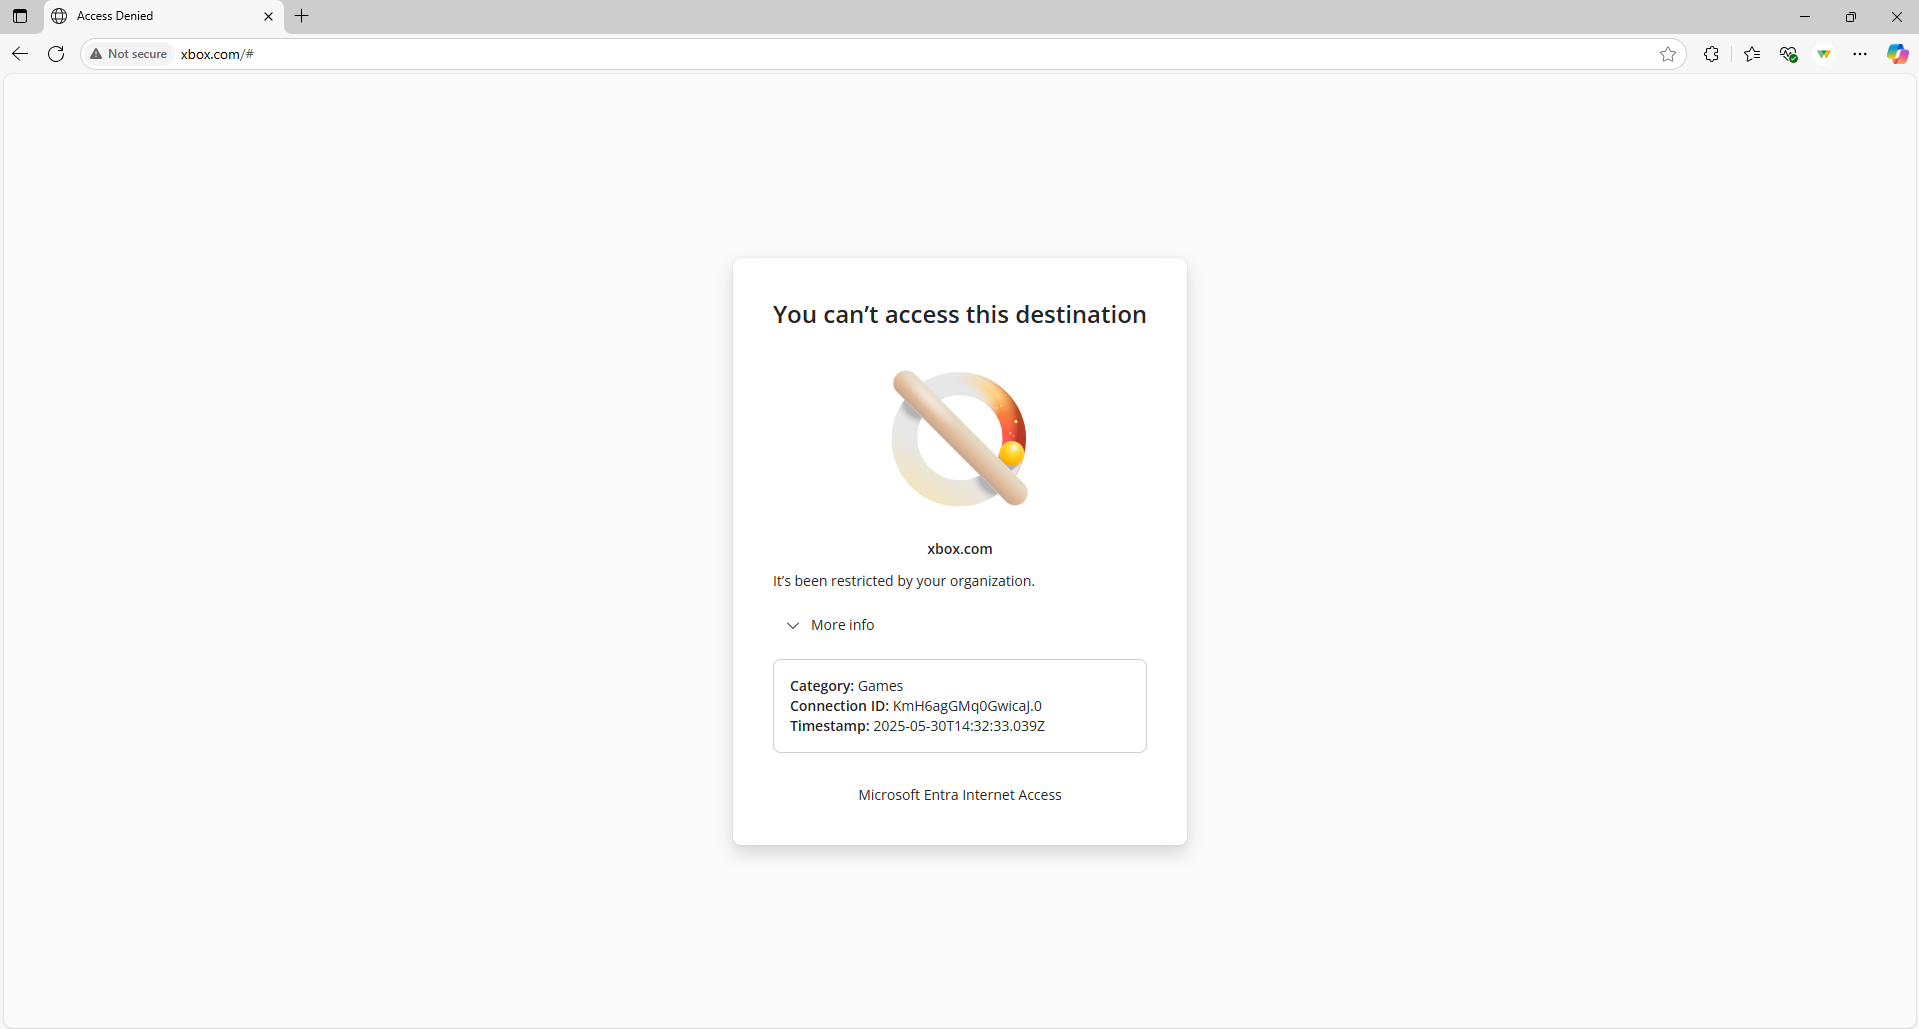 Access Denied
Not secure xbox.com/#
You can’t access this destination
xbox.com
It’s been restricted by your organization.
More info
Category: Games
Connection ID: KmH6agGMq0GwicaJ.0
Timestamp: 2025-05-30T14:32:33.039Z
Microsoft Entra Internet Access